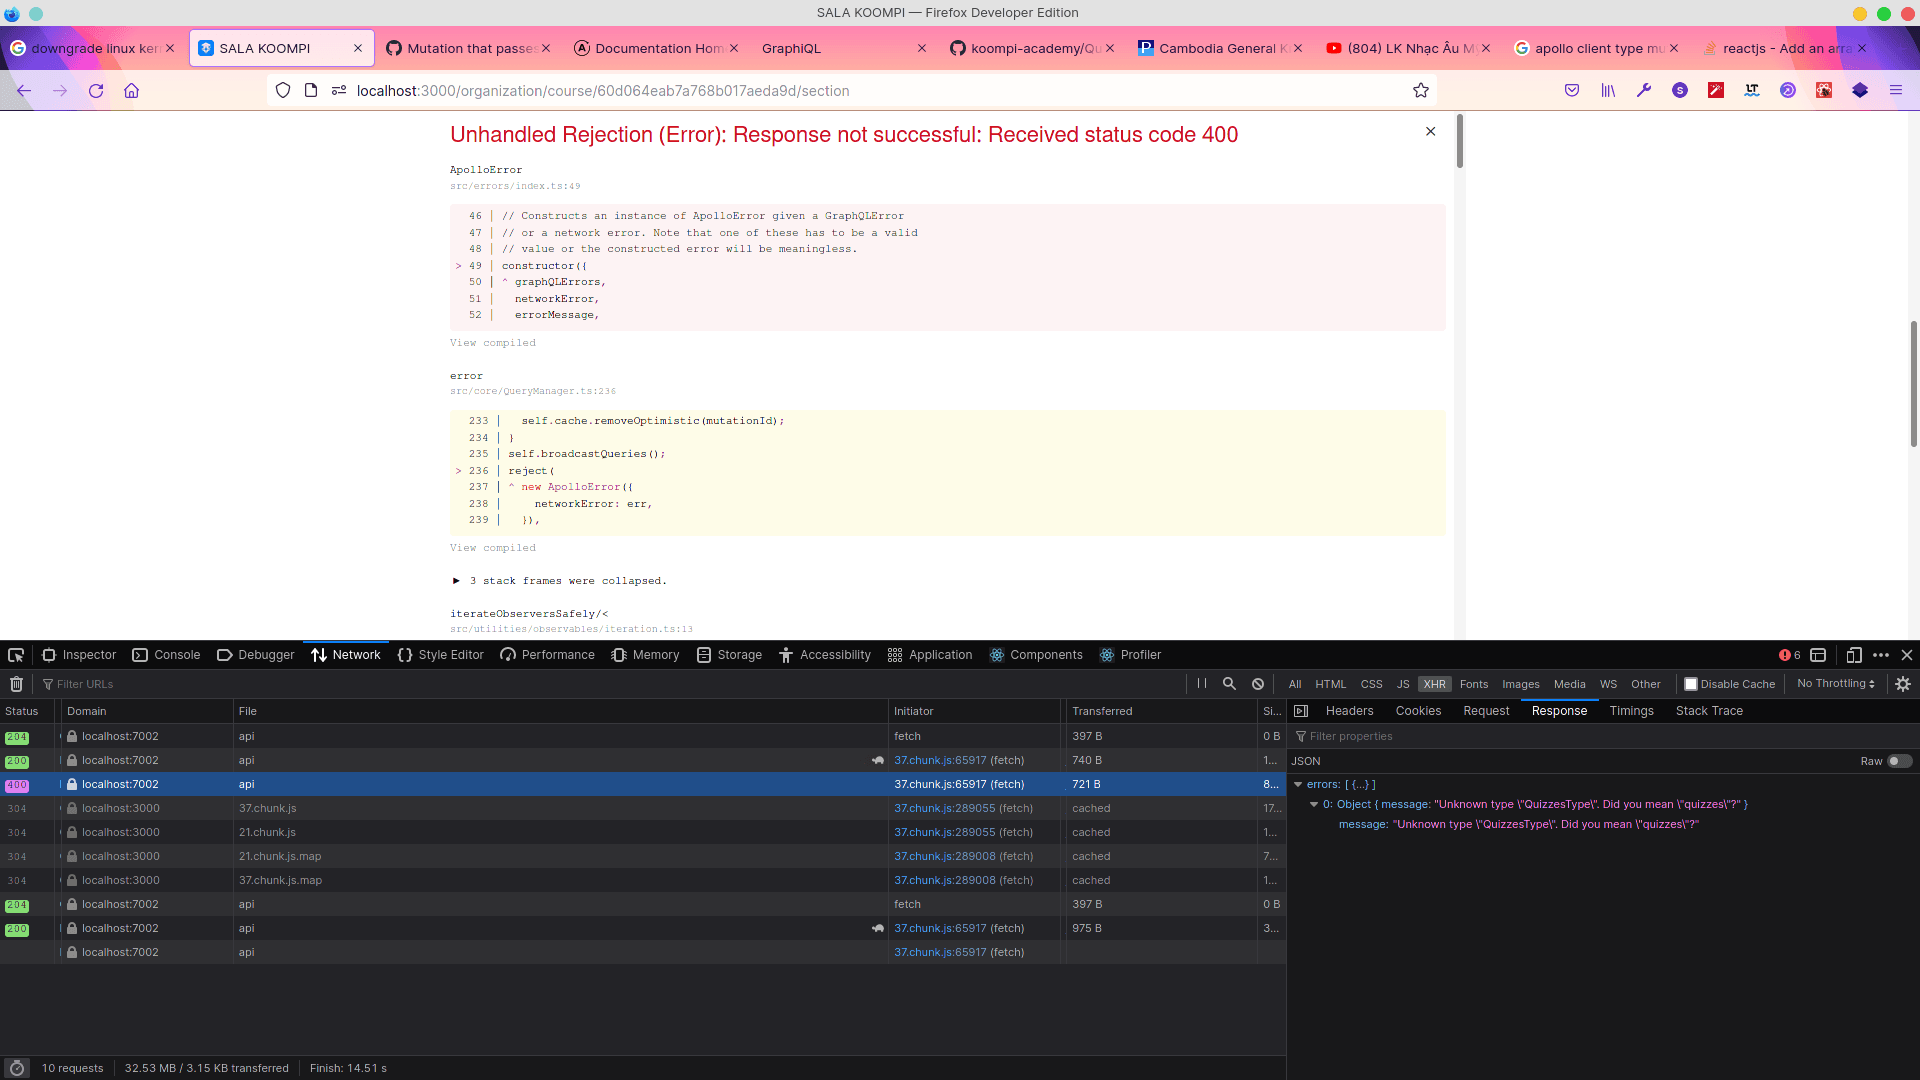 SALA KOOMPI — Firefox Developer Edition
downgrade linux ker
SALA KOOMPI
Mutation that passes
Documentation Hom
GraphiQL
koompi-academy/Qu
Cambodia General K
(804) LK Nhạc Âu M
apollo client type mu
reactjs - Add an arra
localhost:3000/organization/course/60d064eab7a768b017aeda9d/section
Unhandled Rejection (Error): Response not successful: Received status code 400
ApolloError
src/errors/index.ts:49
46 | // Constructs an instance of ApolloError given a GraphQLError
47 | // or a network error. Note that one of these has to be a valid
48 | // value or the constructed error will be meaningless.
> 49 | constructor({
50 | ^ graphQLErrors,
51 | networkError,
52 | errorMessage,
View compiled
error
src/core/QueryManager.ts:236
233 | self.cache.removeOptimistic(mutationId);
234 | }
235 | self.broadcastQueries();
> 236 | reject(
237 | ^ new ApolloError({
238 | networkError: err,
239 | }),
View compiled
▶ 3 stack frames were collapsed.
iterateObserversSafely/<
src/utilities/observables/iteration.ts:13
Inspector Console Debugger Network Style Editor Performance Memory Storage Accessibility Application Components Profiler 6
Filter URLs All HTML CSS JS XHR Fonts Images Media WS Other Disable Cache No Throttling
Status Domain File Initiator Transferred Si...
204 localhost:7002 api fetch 397 B 0 B
200 localhost:7002 api 37.chunk.js:65917 (fetch) 740 B 1...
400 localhost:7002 api 37.chunk.js:65917 (fetch) 721 B 8...
304 localhost:3000 37.chunk.js 37.chunk.js:289055 (fetch) cached 17...
304 localhost:3000 21.chunk.js 37.chunk.js:289055 (fetch) cached 1...
304 localhost:3000 21.chunk.js.map 37.chunk.js:289008 (fetch) cached 7...
304 localhost:3000 37.chunk.js.map 37.chunk.js:289008 (fetch) cached 1...
204 localhost:7002 api fetch 397 B 0 B
200 localhost:7002 api 37.chunk.js:65917 (fetch) 975 B 3...
localhost:7002 api 37.chunk.js:65917 (fetch)
10 requests 32.53 MB / 3.15 KB transferred Finish: 14.51 s
Headers Cookies Request Response Timings Stack Trace
Filter properties
JSON Raw
errors: [ {…} ]
0: Object { message: "Unknown type \"QuizzesType\". Did you mean \"quizzes\"?" }
message: "Unknown type \"QuizzesType\". Did you mean \"quizzes\"?"